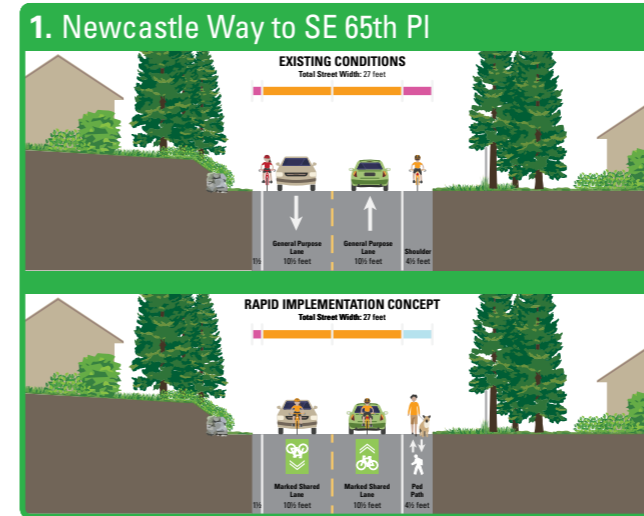 1. Newcastle Way to SE 65th Pl
EXISTING CONDITIONS
Total Street Width: 27 feet
General Purpose
Lane
10½ feet
General Purpose
Lane
10½ feet
Shoulder
4½ feet
1½
RAPID IMPLEMENTATION CONCEPT
Total Street Width: 27 feet
Marked Shared
Lane
10½ feet
Marked Shared
Lane
10½ feet
Ped
Path
4½ feet
1½